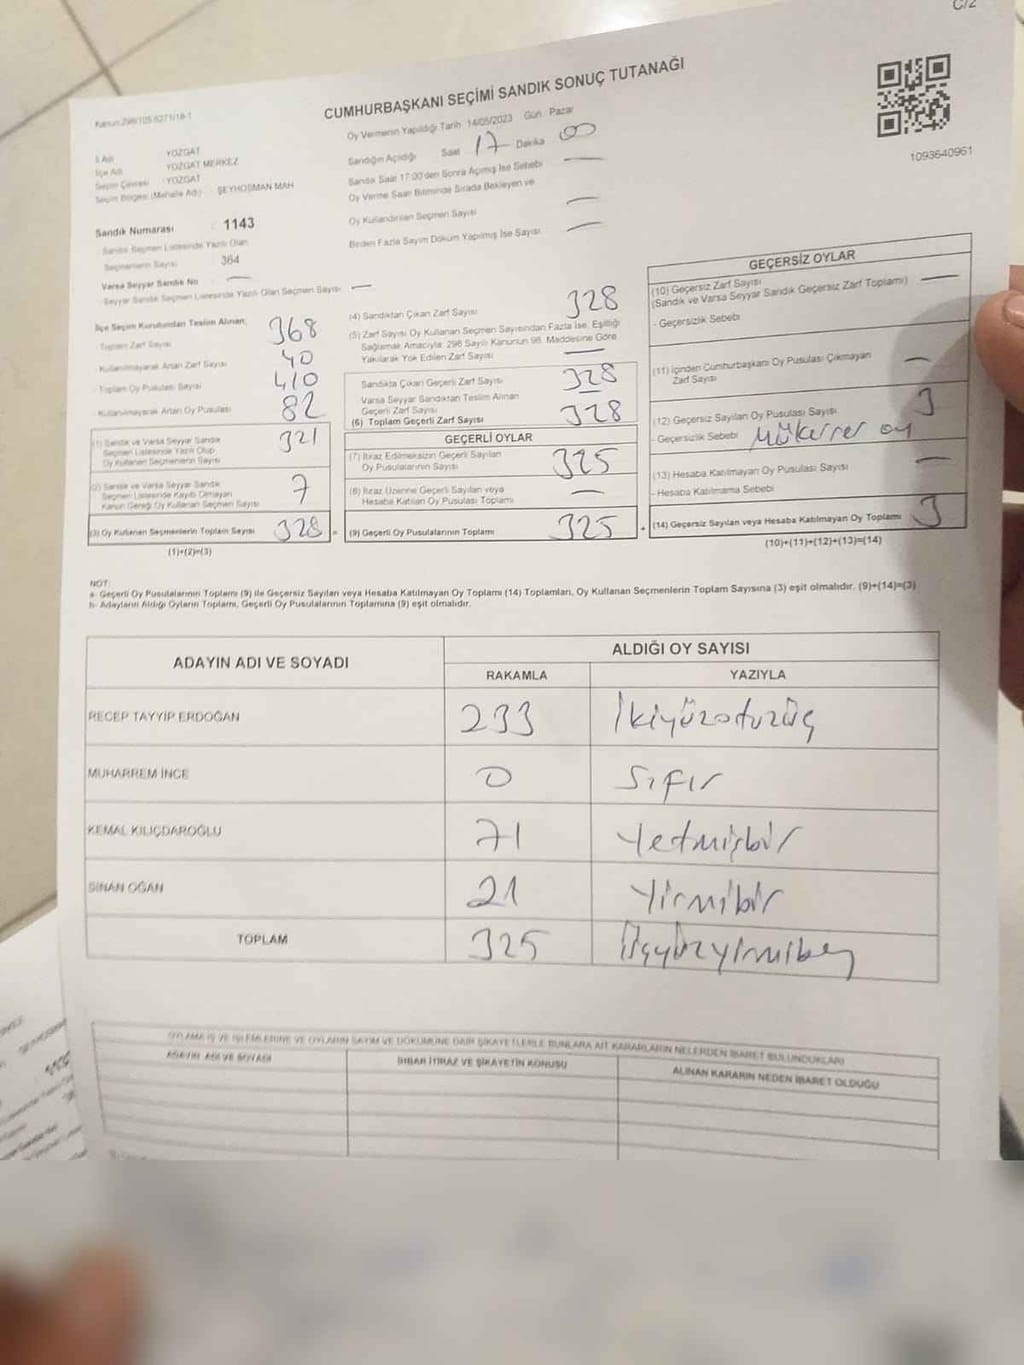 C/2
CUMHURBAŞKANI SEÇİMİ SANDIK SONUÇ TUTANAĞI
1093640961
Oy Vermenin Yapıldığı Tarih 14/05/2023 Gün Pazar
Sandığın Açıldığı Saat 17 Dakika 00
Sandık Saat 17:00'den Sonra Açılmış İse Sebebi —
Oy Verme Saati Bitiminde Sırada Bekleyen ve
Oy Kullandırılan Seçmen Sayısı —
Birden Fazla Sayım Döküm Yapılmış İse Sayısı —
İl Adı YOZGAT
İlçe Adı YOZGAT MERKEZ
Seçim Çevresi : YOZGAT
Seçim Bölgesi (Mahalle Adı) : ŞEYHOSMAN MAH
Sandık Numarası : 1143
Sandık Seçmen Listesinde Yazılı Olan
Seçmenlerin Sayısı 364
Varsa Seyyar Sandık No —
Seyyar Sandık Seçmen Listesinde Yazılı Olan Seçmen Sayısı —
İlçe Seçim Kurulundan Teslim Alınan;
Toplam Zarf Sayısı 368
Kullanılmayarak Artan Zarf Sayısı 40
Toplam Oy Pusulası Sayısı 410
Kullanılmayarak Artan Oy Pusulası 82
(1) Sandık ve Varsa Seyyar Sandık
Seçmen Listesinde Yazılı Olup
Oy Kullanan Seçmenlerin Sayısı 321
(2) Sandık ve Varsa Seyyar Sandık
Seçmen Listesinde Kaydı Olmayan
Kanun Gereği Oy Kullanan Seçmen Sayısı 7
(3) Oy Kullanan Seçmenlerin Toplam Sayısı 328 =
(1)+(2)=(3)
(4) Sandıktan Çıkan Zarf Sayısı 328
(5) Zarf Sayısı Oy Kullanan Seçmen Sayısından Fazla İse, Eşitliği
Sağlamak Amacıyla; 298 Sayılı Kanunun 98. Maddesine Göre
Yakılarak Yok Edilen Zarf Sayısı —
Sandıkta Çıkan Geçerli Zarf Sayısı 328
Varsa Seyyar Sandıktan Teslim Alınan
Geçerli Zarf Sayısı —
(6) Toplam Geçerli Zarf Sayısı 328
GEÇERLİ OYLAR
(7) İtiraz Edilmeksizin Geçerli Sayılan
Oy Pusulalarının Sayısı 325
(8) İtiraz Üzerine Geçerli Sayılan veya
Hesaba Katılan Oy Pusulası Toplamı —
(9) Geçerli Oy Pusulalarının Toplamı 325 +
GEÇERSİZ OYLAR
(10) Geçersiz Zarf Sayısı
(Sandık ve Varsa Seyyar Sandık Geçersiz Zarf Toplamı) —
- Geçersizlik Sebebi
(11) İçinden Cumhurbaşkanı Oy Pusulası Çıkmayan
Zarf Sayısı —
(12) Geçersiz Sayılan Oy Pusulası Sayısı 3
- Geçersizlik Sebebi Mükerrer oy
(13) Hesaba Katılmayan Oy Pusulası Sayısı —
- Hesaba Katılmama Sebebi
(14) Geçersiz Sayılan veya Hesaba Katılmayan Oy Toplamı 3
(10)+(11)+(12)+(13)=(14)
NOT:
a- Geçerli Oy Pusulalarının Toplamı (9) ile Geçersiz Sayılan veya Hesaba Katılmayan Oy Toplamı (14) Toplamları, Oy Kullanan Seçmenlerin Toplam Sayısına (3) eşit olmalıdır. (9)+(14)=(3)
b- Adayların Aldığı Oyların Toplamı, Geçerli Oy Pusulalarının Toplamına (9) eşit olmalıdır.
ADAYIN ADI VE SOYADI ALDIĞI OY SAYISI
RAKAMLA YAZIYLA
RECEP TAYYİP ERDOĞAN 233 İkiyüzotuzüç
MUHARREM İNCE 0 Sıfır
KEMAL KILIÇDAROĞLU 71 Yetmişbir
SİNAN OĞAN 21 Yirmibir
TOPLAM 325 Üçyüzyirmibeş
OYLAMA İŞ VE İŞLEMLERİNE VE OYLARIN SAYIM VE DÖKÜMÜNE DAİR ŞİKAYETLERLE BUNLARA AİT KARARLARIN NELERDEN İBARET BULUNDUKLARI
ADAYIN ADI VE SOYADI İHBAR İTİRAZ VE ŞİKAYETİN KONUSU ALINAN KARARIN NEDEN İBARET OLDUĞU